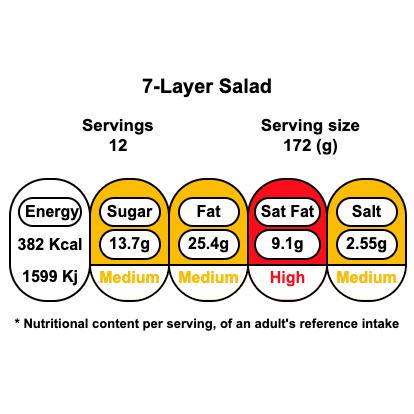 7-Layer Salad
Servings Serving size
12 172 (g)
Energy Sugar Fat Sat Fat Salt
382 Kcal 13.7g 25.4g 9.1g 2.55g
1599 Kj Medium Medium High Medium
* Nutritional content per serving, of an adult's reference intake